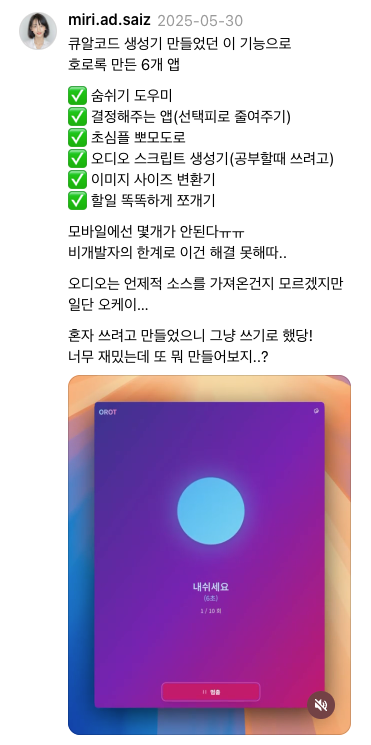 miri.ad.saiz 2025-05-30
큐알코드 생성기 만들었던 이 기능으로
호로록 만든 6개 앱
✅ 숨쉬기 도우미
✅ 결정해주는 앱(선택피로 줄여주기)
✅ 초심플 뽀모도로
✅ 오디오 스크립트 생성기(공부할때 쓰려고)
✅ 이미지 사이즈 변환기
✅ 할일 똑똑하게 쪼개기
모바일에선 몇개가 안된다ㅠㅠ
비개발자의 한계로 이건 해결 못해따..
오디오는 언제적 소스를 가져온건지 모르겠지만
일단 오케이...
혼자 쓰려고 만들었으니 그냥 쓰기로 했당!
너무 재밌는데 또 뭐 만들어보지..?
OROT
내쉬세요
(6초)
1 / 10 회
멈춤